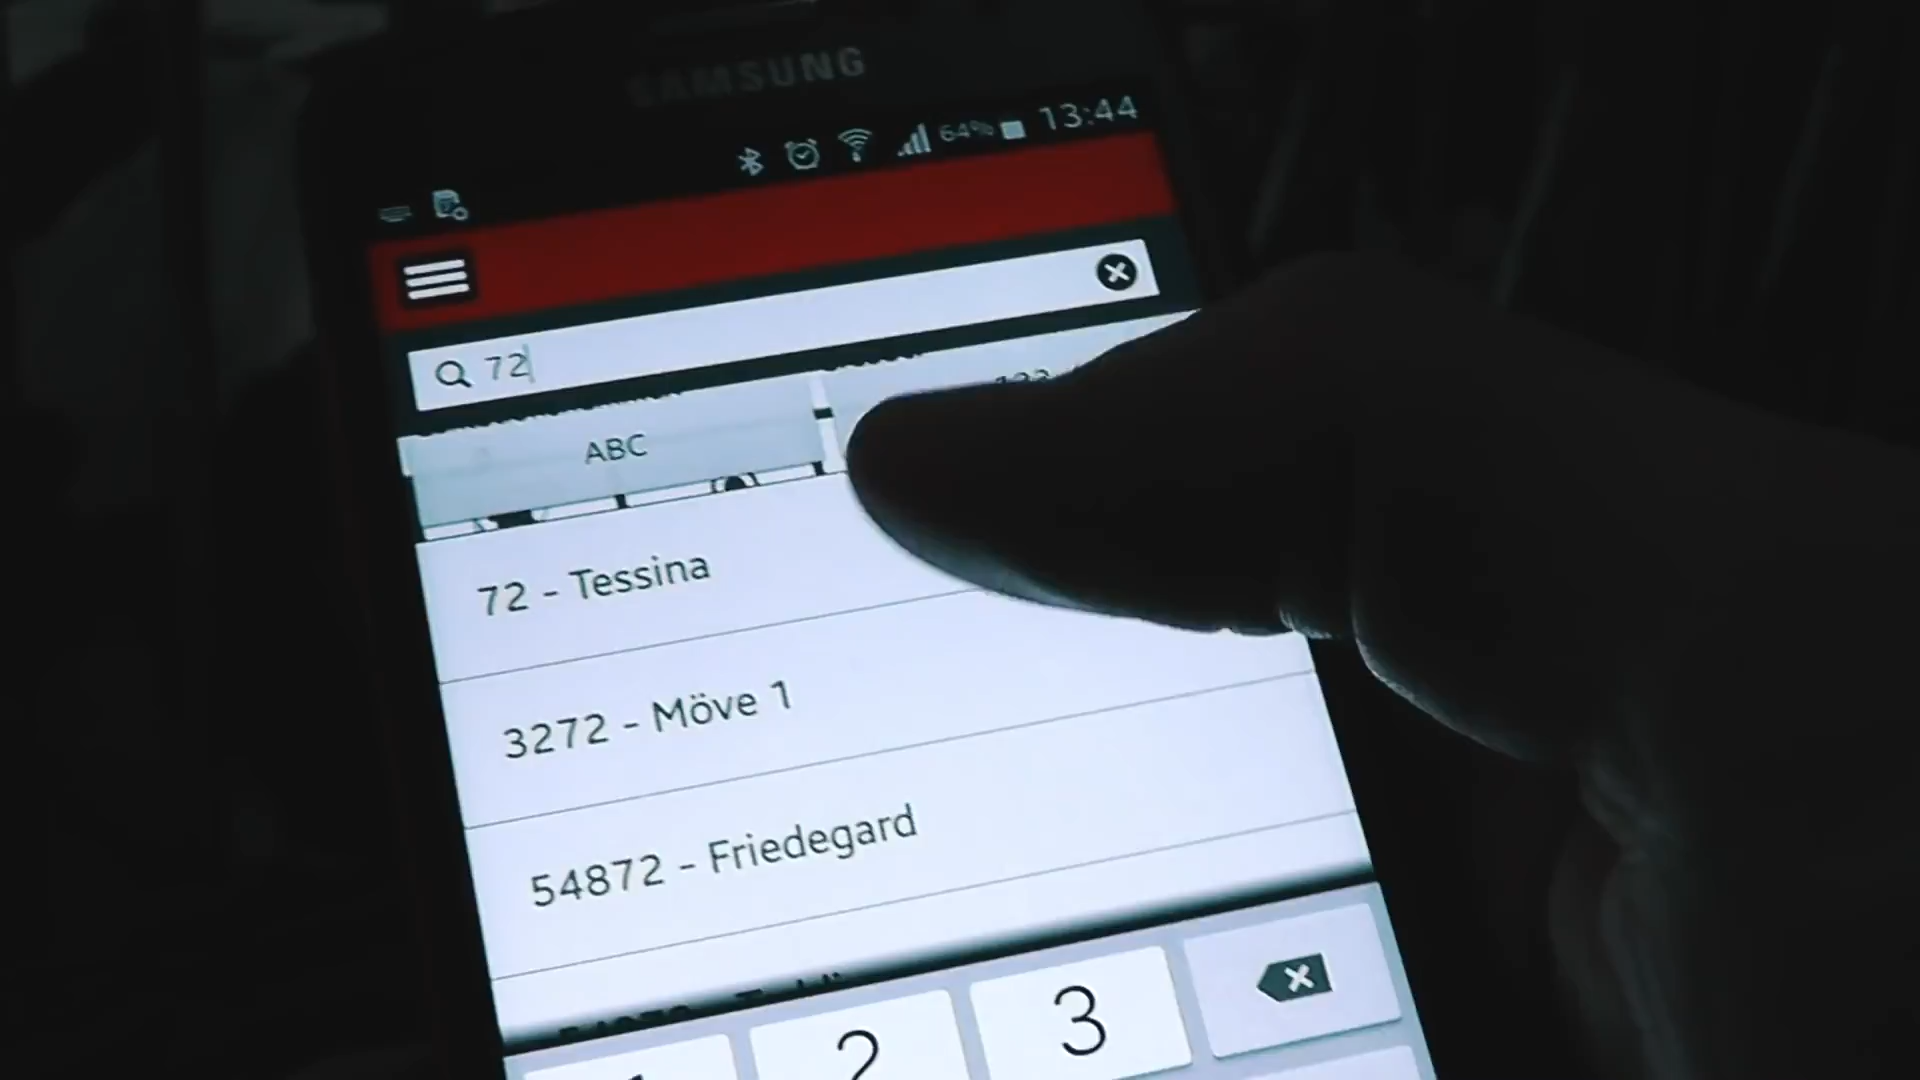 SAMSUNG
64% 13:44
72
ABC
72 - Tessina
3272 - Möve 1
54872 - Friedegard
2
3